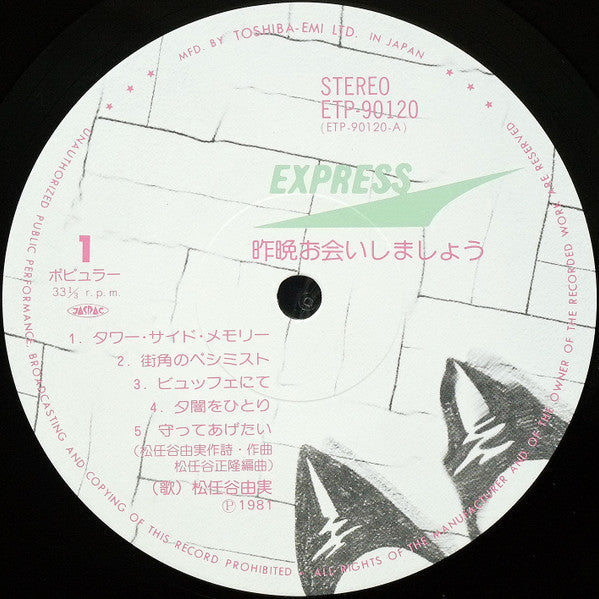 MFD. BY TOSHIBA-EMI LTD. IN JAPAN
STEREO
ETP-90120
(ETP-90120-A)
EXPRESS
昨晩お会いしましょう
1
ポピュラー
33⅓ r.p.m.
JASRAC
1. タワー・サイド・メモリー
2. 街角のペシミスト
3. ビュッフェにて
4 夕闇をひとり
5 守ってあげたい
(松任谷由実作詩・作曲
松任谷正隆編曲)
(歌) 松任谷由実
Ⓟ 1981
UNAUTHORIZED PUBLIC PERFORMANCE, BROADCASTING AND COPYING OF THIS RECORD PROHIBITED • ALL RIGHTS OF THE MANUFACTURER AND OF THE OWNER OF THE RECORDED WORK ARE RESERVED